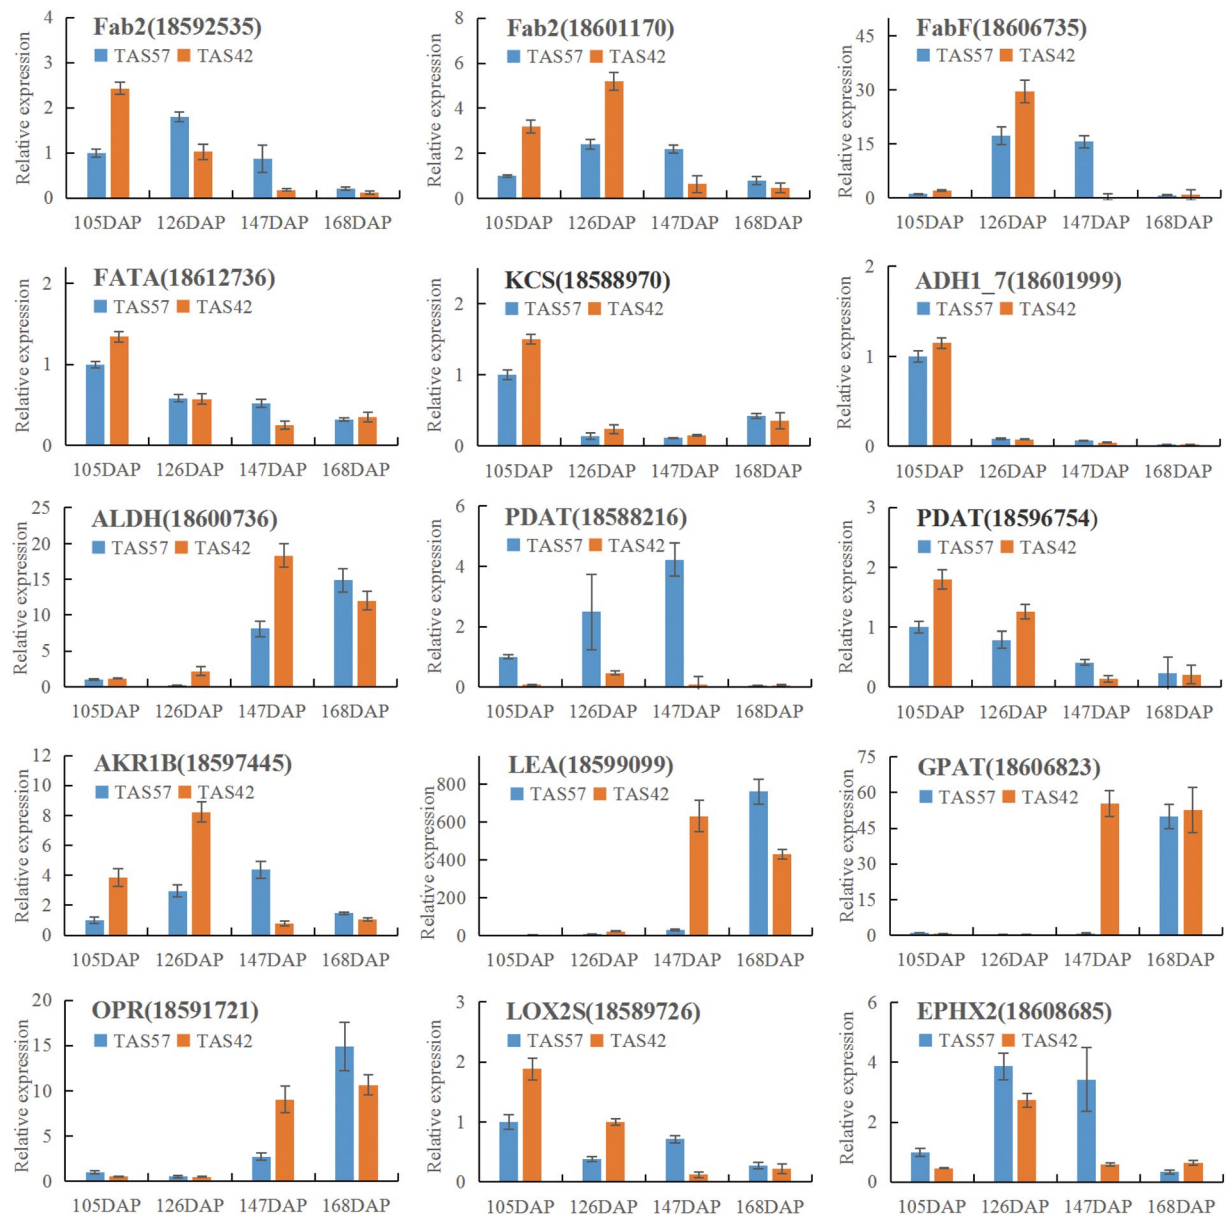 Fab2(18592535)
TAS57 TAS42
Relative expression
4
3
2
1
0
105DAP 126DAP 147DAP 168DAP
Fab2(18601170)
TAS57 TAS42
Relative expression
8
6
4
2
0
105DAP 126DAP 147DAP 168DAP
FabF(18606735)
TAS57 TAS42
Relative expression
45
30
15
0
105DAP 126DAP 147DAP 168DAP
FATA(18612736)
TAS57 TAS42
Relative expression
2
1
0
105DAP 126DAP 147DAP 168DAP
KCS(18588970)
TAS57 TAS42
Relative expression
2
1
0
105DAP 126DAP 147DAP 168DAP
ADH1_7(18601999)
TAS57 TAS42
Relative expression
2
1
0
105DAP 126DAP 147DAP 168DAP
ALDH(18600736)
TAS57 TAS42
Relative expression
25
20
15
10
5
0
105DAP 126DAP 147DAP 168DAP
PDAT(18588216)
TAS57 TAS42
Relative expression
6
4
2
0
105DAP 126DAP 147DAP 168DAP
PDAT(18596754)
TAS57 TAS42
Relative expression
3
2
1
0
105DAP 126DAP 147DAP 168DAP
AKR1B(18597445)
TAS57 TAS42
Relative expression
12
10
8
6
4
2
0
105DAP 126DAP 147DAP 168DAP
LEA(18599099)
TAS57 TAS42
Relative expression
800
600
400
200
0
105DAP 126DAP 147DAP 168DAP
GPAT(18606823)
TAS57 TAS42
Relative expression
75
60
45
30
15
0
105DAP 126DAP 147DAP 168DAP
OPR(18591721)
TAS57 TAS42
Relative expression
20
15
10
5
0
105DAP 126DAP 147DAP 168DAP
LOX2S(18589726)
TAS57 TAS42
Relative expression
3
2
1
0
105DAP 126DAP 147DAP 168DAP
EPHX2(18608685)
TAS57 TAS42
Relative expression
6
4
2
0
105DAP 126DAP 147DAP 168DAP